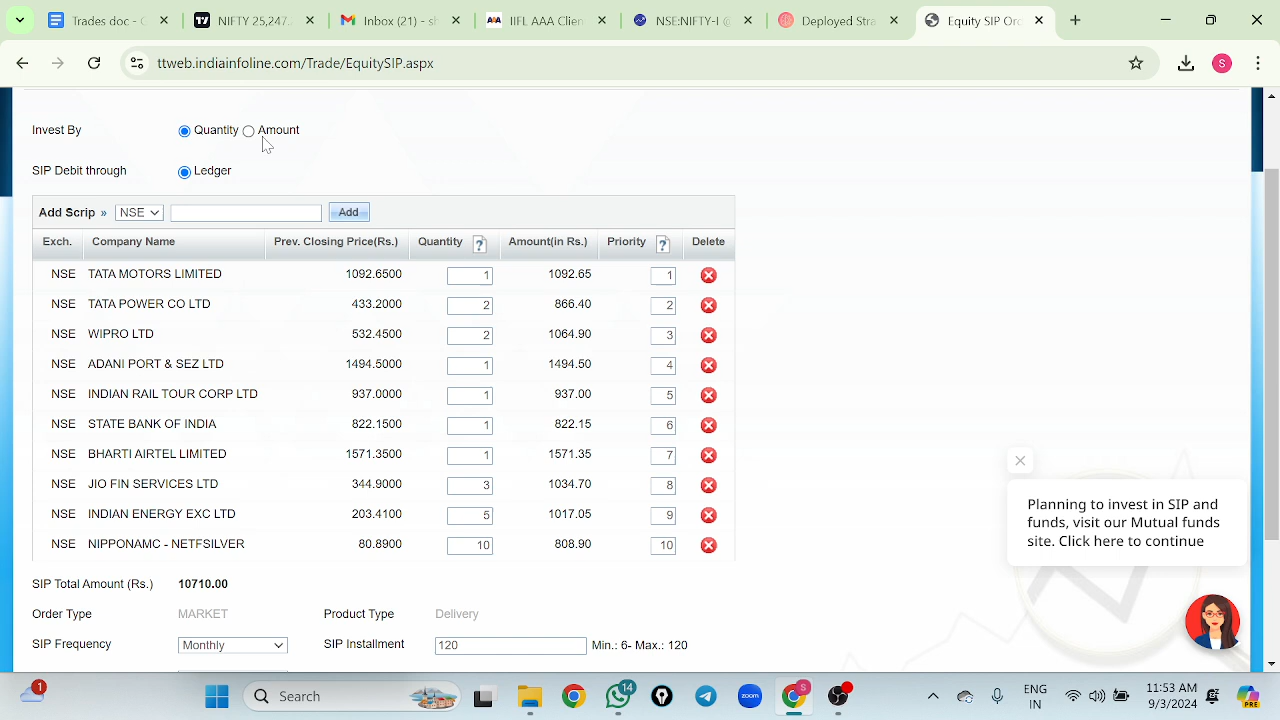 Trades doc - G
NIFTY 25,247.
Inbox (21) - s
AAA IIFL AAA Clien
NSE:NIFTY-I @
Deployed Stra
Equity SIP Or
ttweb.indiainfoline.com/Trade/EquitySIP.aspx
S
Invest By Quantity Amount
SIP Debit through Ledger
Add Scrip » NSE Add
Exch. Company Name Prev. Closing Price(Rs.) Quantity ? Amount(in Rs.) Priority ? Delete
NSE TATA MOTORS LIMITED 1092.6500 1 1092.65 1
NSE TATA POWER CO LTD 433.2000 2 866.40 2
NSE WIPRO LTD 532.4500 2 1064.90 3
NSE ADANI PORT & SEZ LTD 1494.5000 1 1494.50 4
NSE INDIAN RAIL TOUR CORP LTD 937.0000 1 937.00 5
NSE STATE BANK OF INDIA 822.1500 1 822.15 6
NSE BHARTI AIRTEL LIMITED 1571.3500 1 1571.35 7
NSE JIO FIN SERVICES LTD 344.9000 3 1034.70 8
NSE INDIAN ENERGY EXC LTD 203.4100 5 1017.05 9
NSE NIPPONAMC - NETFSILVER 80.8900 10 808.90 10
Planning to invest in SIP and
funds, visit our Mutual funds
site. Click here to continue
SIP Total Amount (Rs.) 10710.00
Order Type MARKET Product Type Delivery
SIP Frequency Monthly SIP Installment 120 Min.: 6- Max.: 120
1
Search
14
zoom
S
ENG
IN
11:53 AM
9/3/2024
PRE